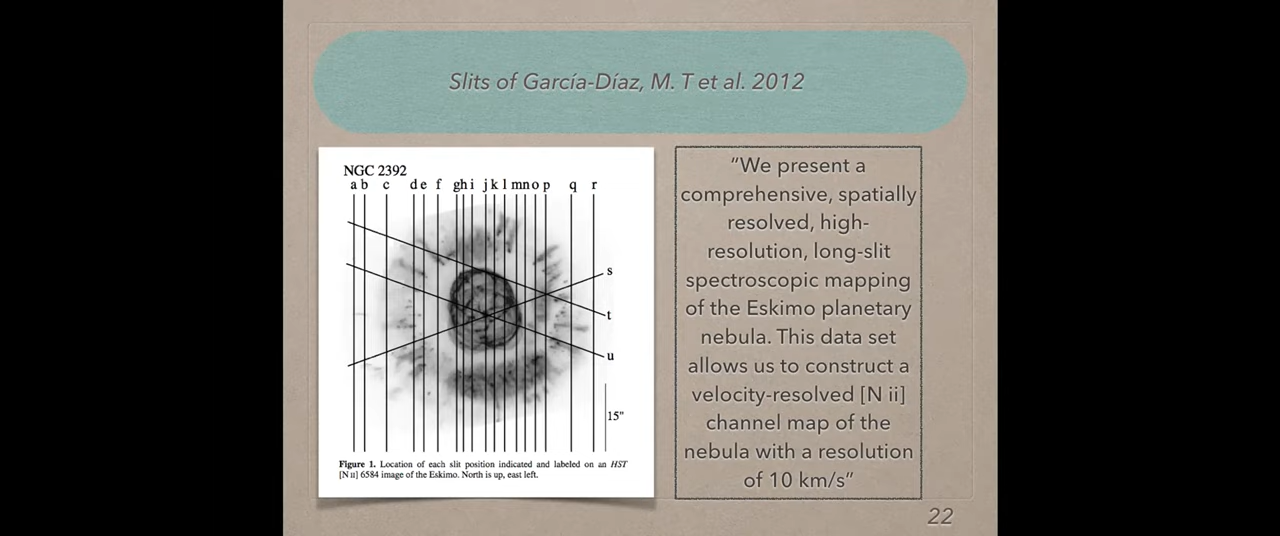 Slits of García-Díaz, M. T et al. 2012
NGC 2392
a b c d e f g h i j k l m n o p q r
s
t
u
15"
Figure 1. Location of each slit position indicated and labeled on an HST
[N II] 6584 image of the Eskimo. North is up, east left.
“We present a
comprehensive, spatially
resolved, high-
resolution, long-slit
spectroscopic mapping
of the Eskimo planetary
nebula. This data set
allows us to construct a
velocity-resolved [N ii]
channel map of the
nebula with a resolution
of 10 km/s”
22